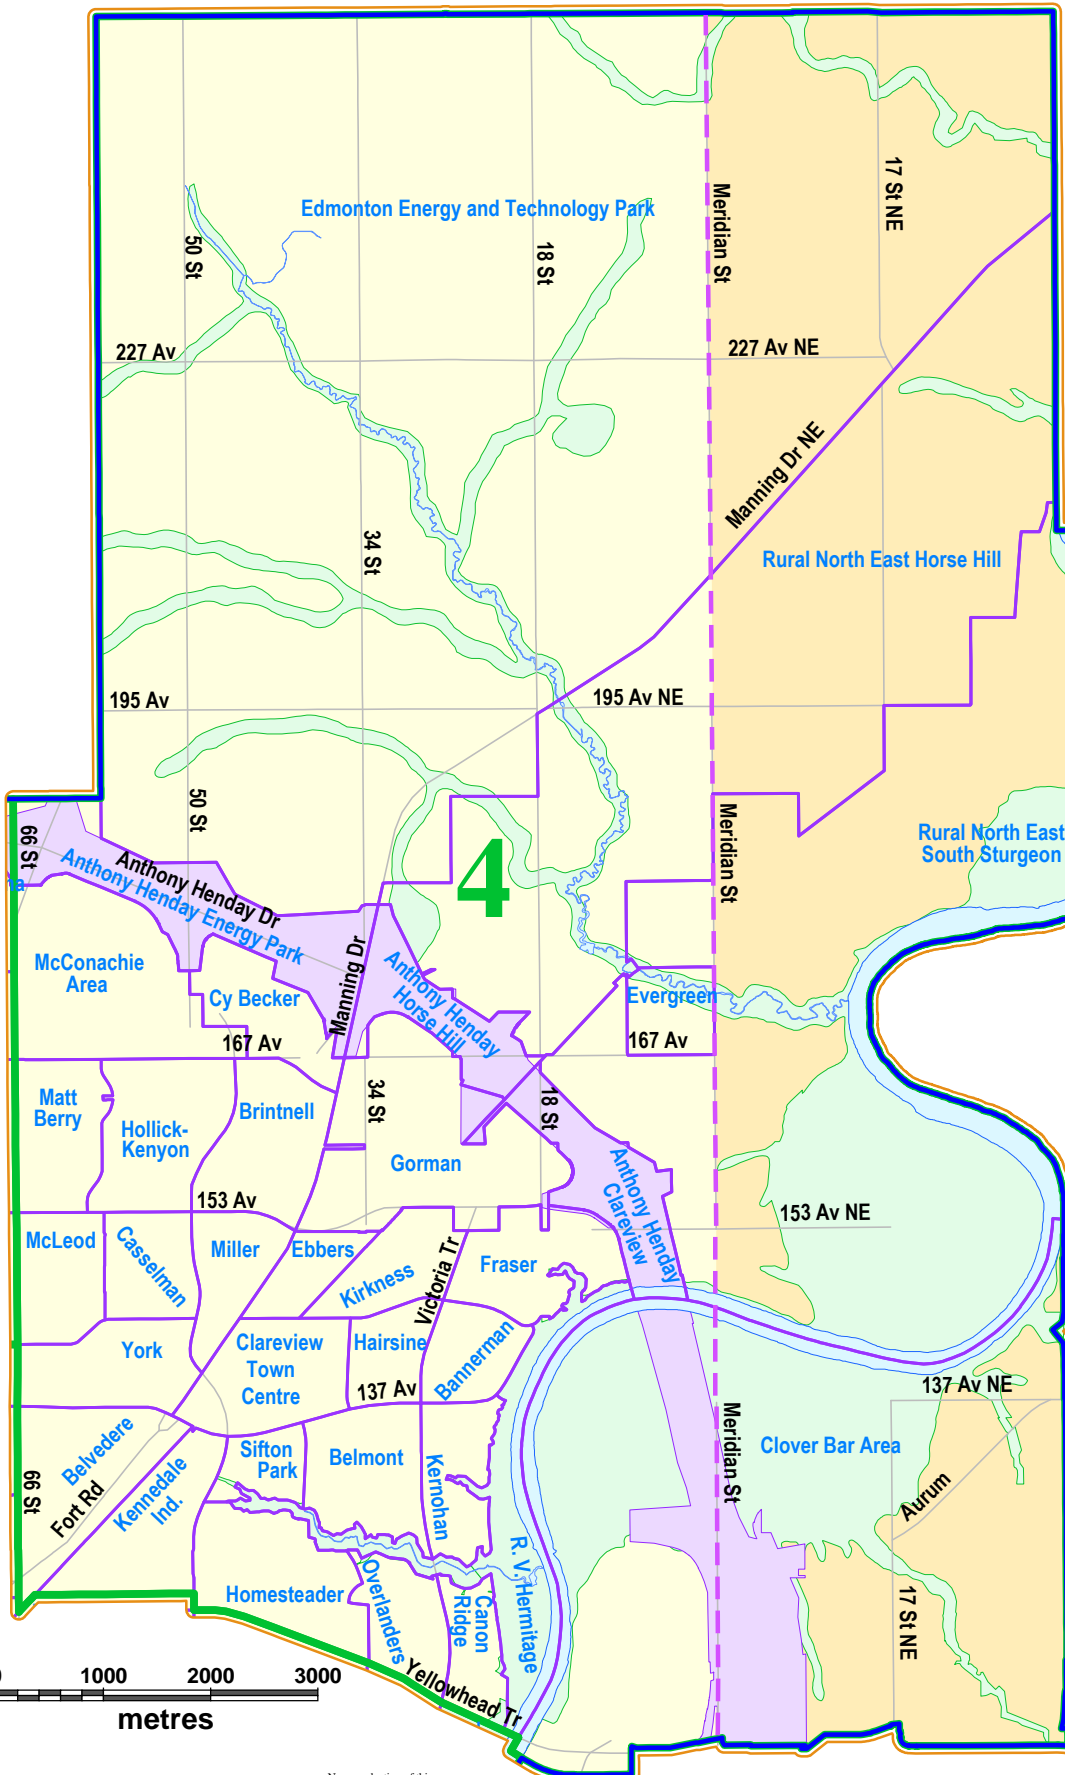 17 St NE
Meridian St
Edmonton Energy and Technology Park
50 St
18 St
227 Av
227 Av NE
Manning Dr NE
34 St
Rural North East Horse Hill
195 Av
195 Av NE
50 St
Meridian St
66 St
Rural North East
South Sturgeon
Anthony Henday Dr
Anthony Henday Energy Park
4
McConachie
Area
Manning Dr
Anthony Henday
Horse Hill
Cy Becker
Evergreen
167 Av
167 Av
Matt
Berry
34 St
18 St
Brintnell
Hollick-
Kenyon
Gorman
Anthony Henday
Clareview
153 Av
153 Av NE
McLeod
Casselman
Miller
Ebbers
Victoria Tr
Fraser
Kirkness
York
Clareview
Town
Centre
Hairsine
Bannerman
137 Av
137 Av NE
Meridian St
Belvedere
Sifton
Park
Belmont
Kernohan
Clover Bar Area
66 St
Fort Rd
Kennedale
Ind.
Aurum
R. V. Hermitage
Homesteader
Overlanders
Canon
Ridge
17 St NE
Yellowhead Tr
1000
2000
3000
metres